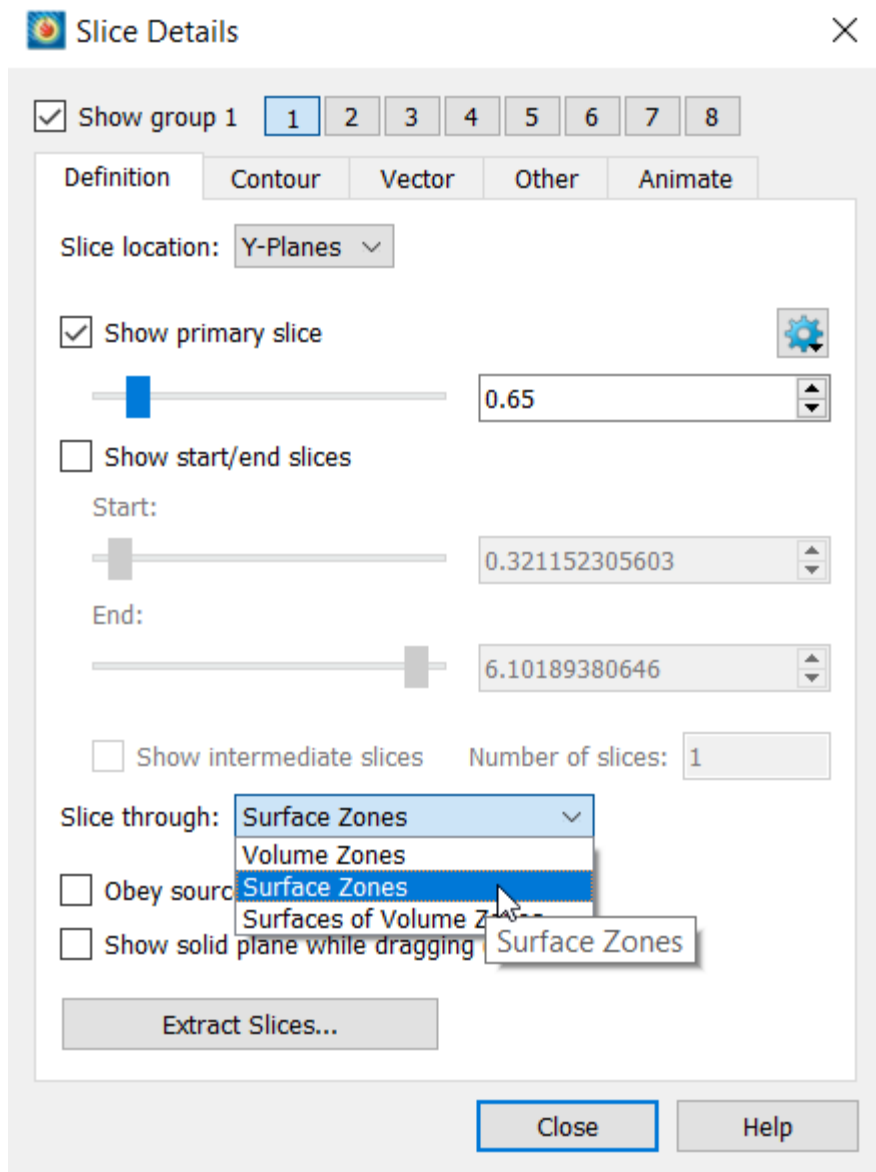 Slice Details
Show group 1 1 2 3 4 5 6 7 8
Definition Contour Vector Other Animate
Slice location: Y-Planes
Show primary slice
0.65
Show start/end slices
Start:
0.321152305603
End:
6.10189380646
Show intermediate slices Number of slices: 1
Slice through: Surface Zones
Volume Zones
Obey sourc Surface Zones
Surfaces of Volume
Show solid plane while dragging
Surface Zones
Extract Slices...
Close Help